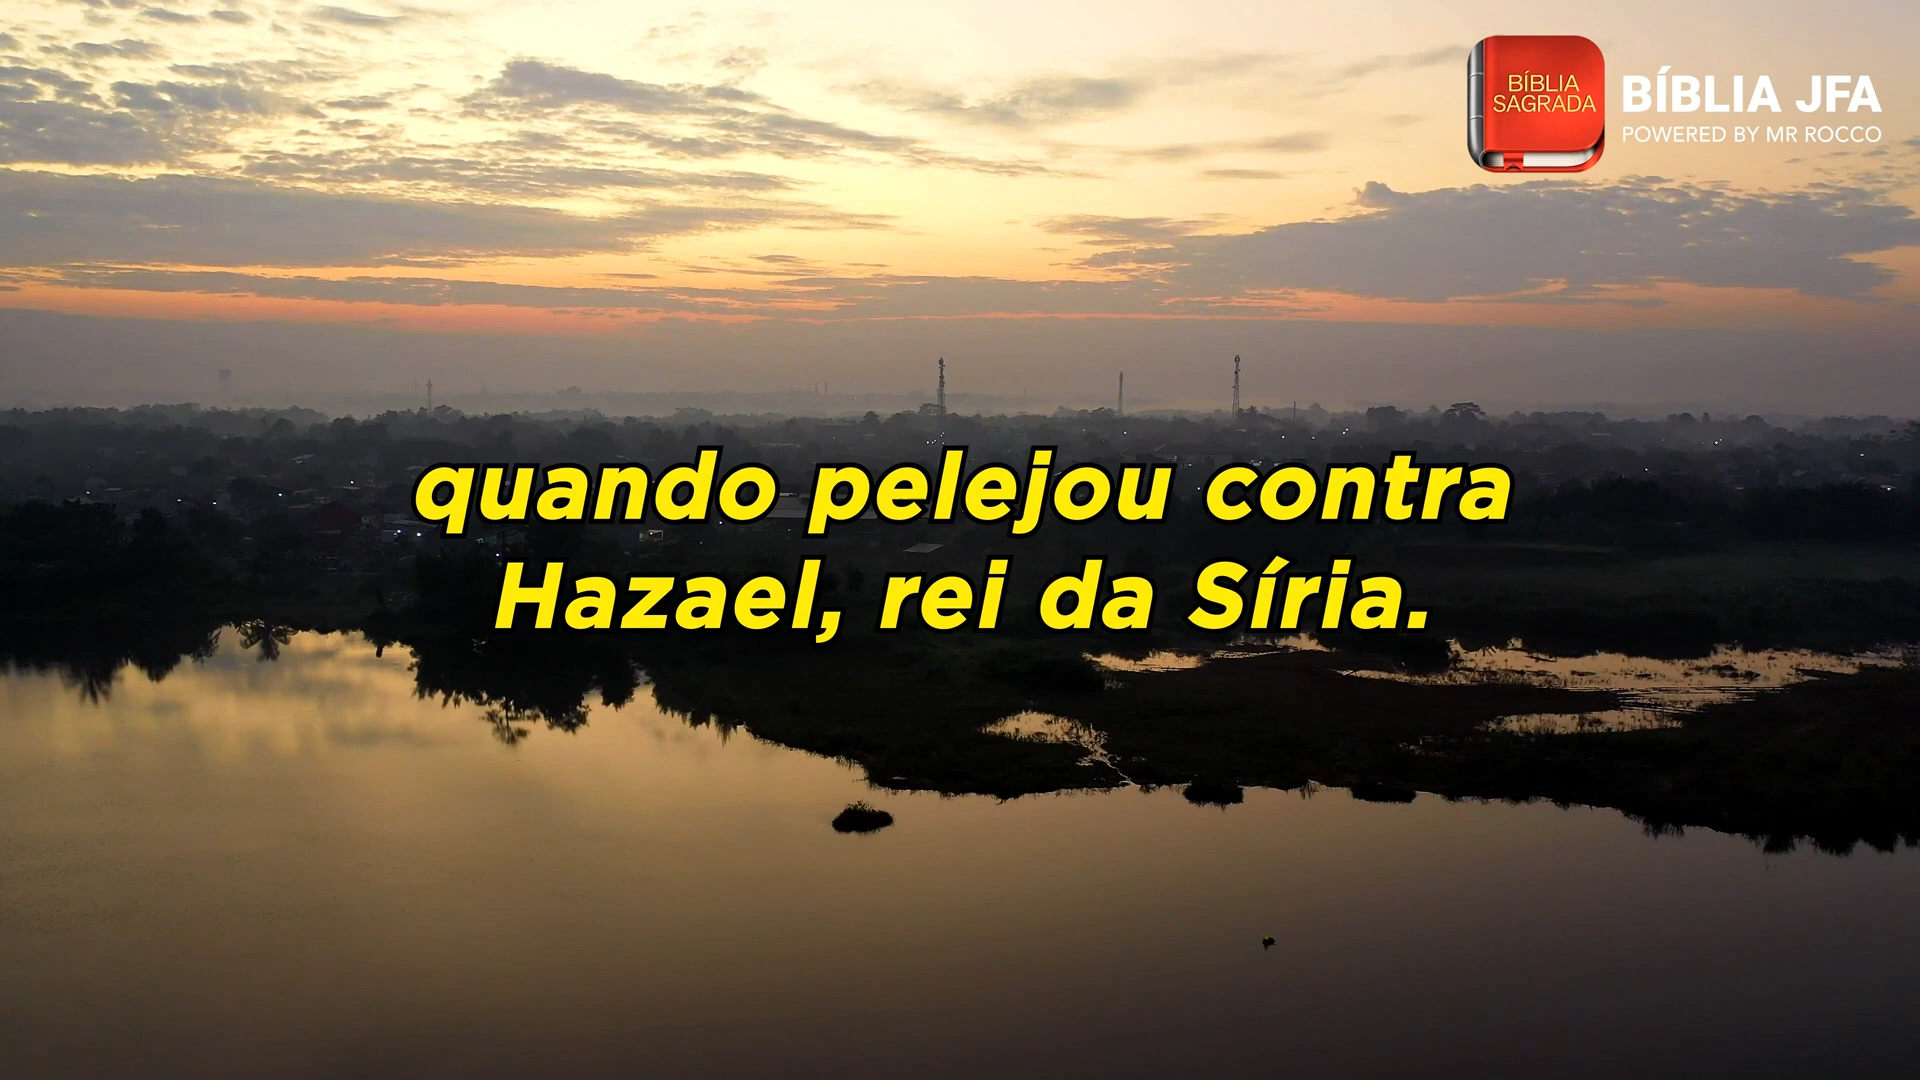 BÍBLIA
SAGRADA
BÍBLIA JFA
POWERED BY MR ROCCO
quando pelejou contra
Hazael, rei da Síria.